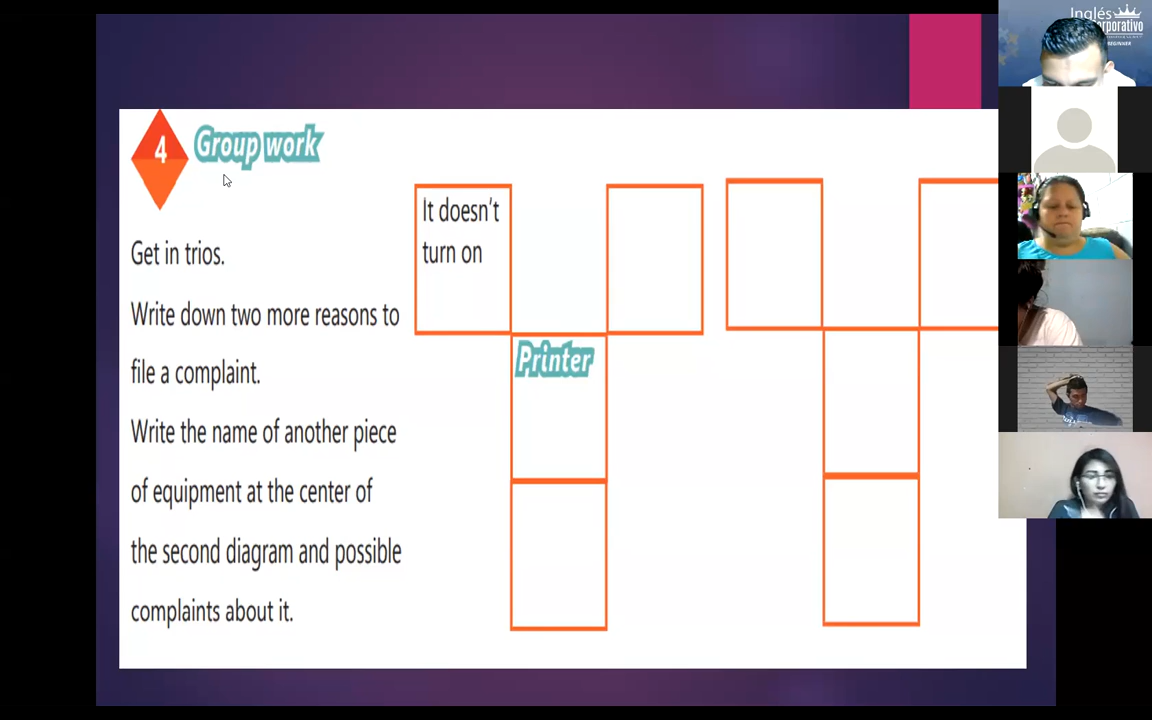 4
Group work
Get in trios.
Write down two more reasons to
file a complaint.
Write the name of another piece
of equipment at the center of
the second diagram and possible
complaints about it.
It doesn't
turn on
Printer
Inglés